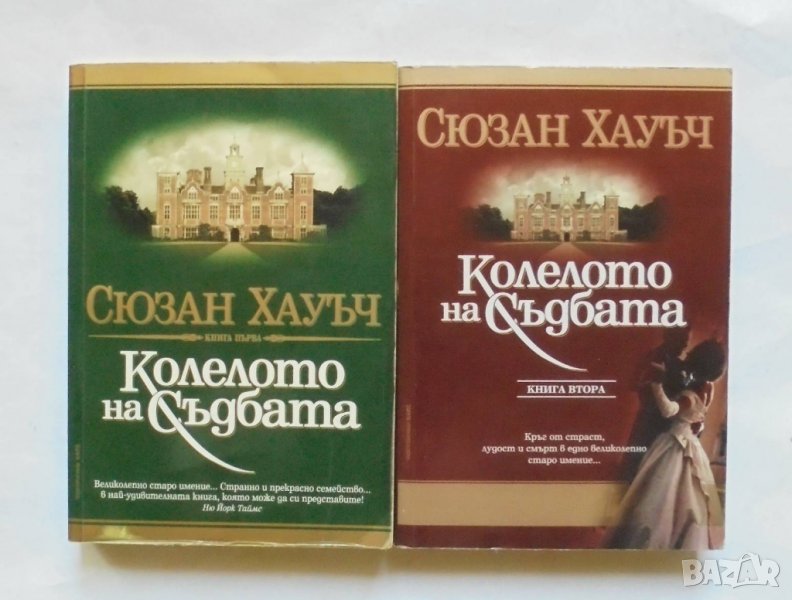 СЮЗАН ХАУЪЧ
КНИГА ПЪРВА
Колелото
на Съдбата
Великолепно старо имение... Странно и прекрасно семейство...
в най-удивителната книга, която може да си представите!
Ню Йорк Таймс
СЮЗАН ХАУЪЧ
Колелото
на Съдбата
КНИГА ВТОРА
Кръг от страст,
лудост и смърт в едно великолепно
старо имение...
BAZAR